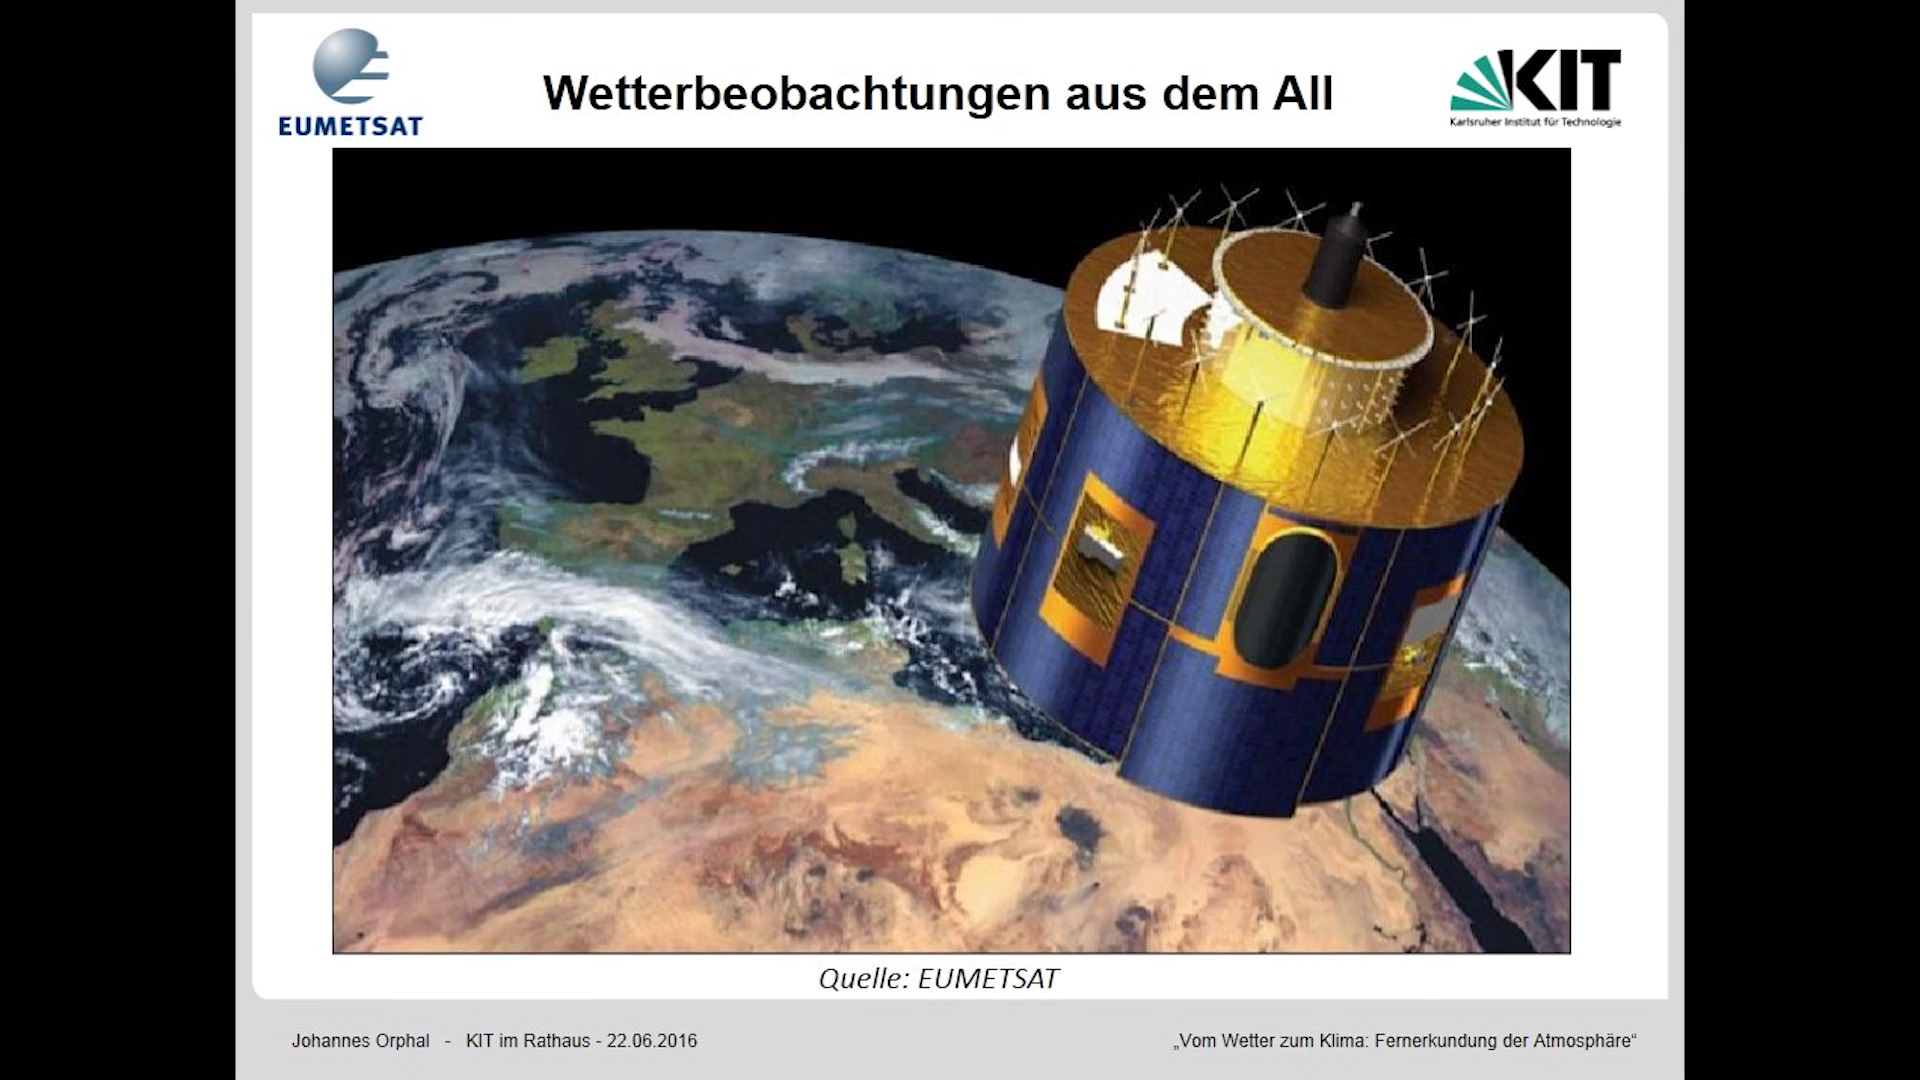 EUMETSAT
Wetterbeobachtungen aus dem All
KIT
Karlsruher Institut für Technologie
Quelle: EUMETSAT
Johannes Orphal - KIT im Rathaus - 22.06.2016
„Vom Wetter zum Klima: Fernerkundung der Atmosphäre“